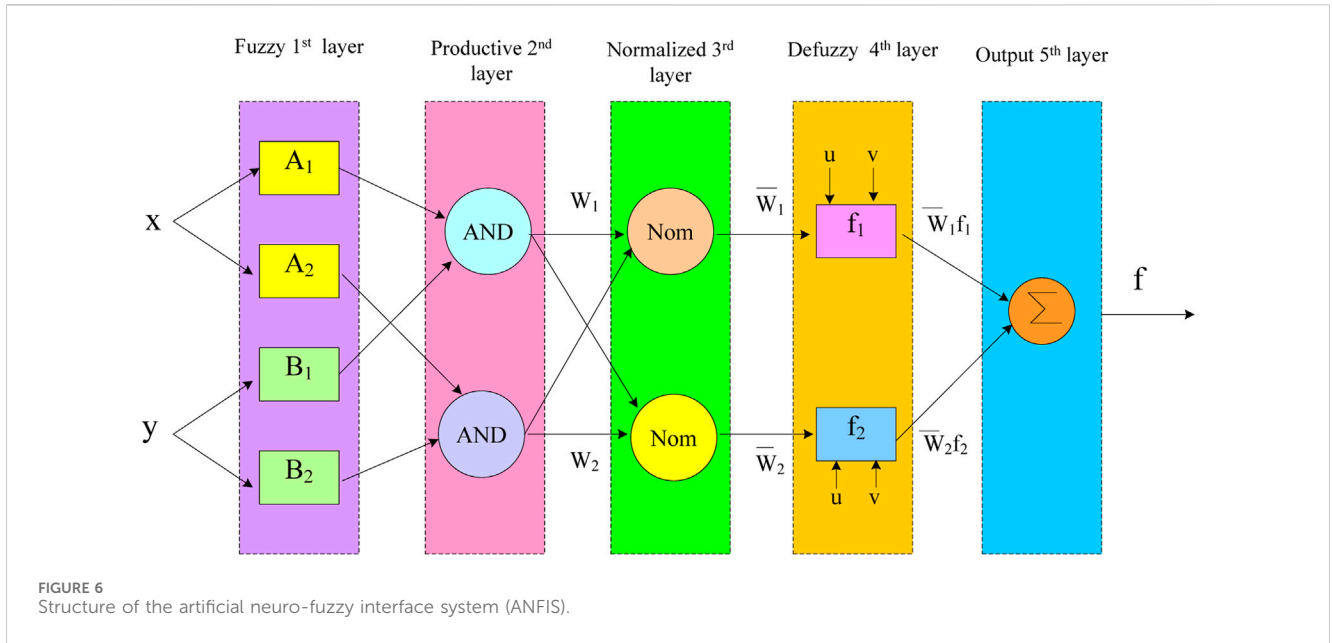 Fuzzy 1st layer
Productive 2nd
layer
Normalized 3rd
layer
Defuzzy 4th layer
Output 5th layer
x
y
A1
A2
B1
B2
AND
AND
W1
W2
Nom
Nom
W̅1
W̅2
u v
f1
f2
u v
W̅1f1
W̅2f2
Σ
f
FIGURE 6
Structure of the artificial neuro-fuzzy interface system (ANFIS).